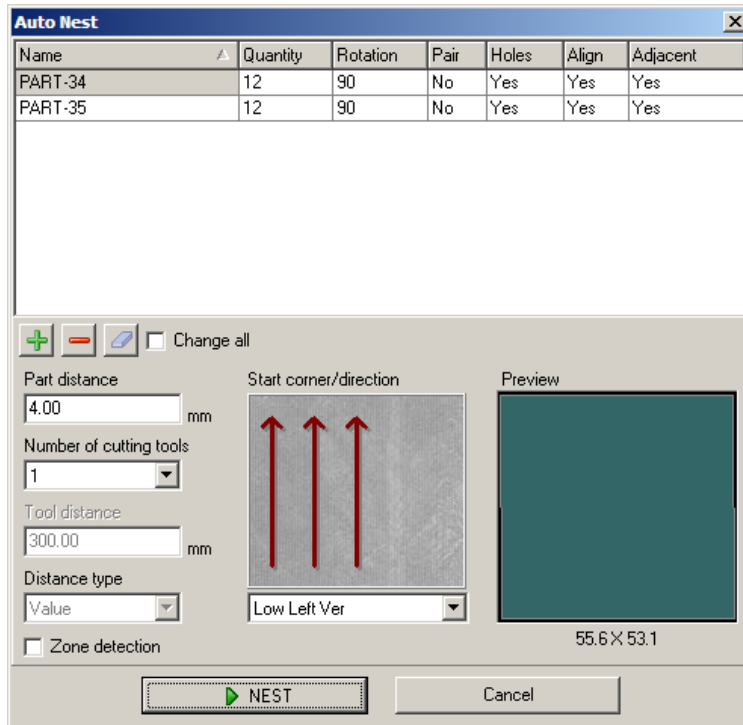 Auto Nest
Name Quantity Rotation Pair Holes Align Adjacent
PART-34 12 90 No Yes Yes Yes
PART-35 12 90 No Yes Yes Yes
Change all
Part distance Start corner/direction Preview
4.00 mm
Number of cutting tools
1
Tool distance
300.00 mm
Distance type
Value Low Left Ver
Zone detection 55.6 X 53.1
NEST Cancel